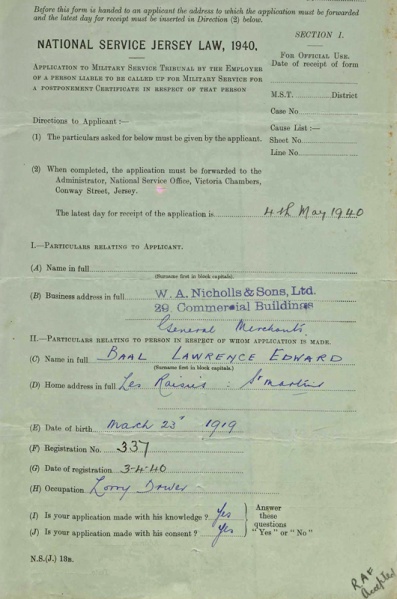 Before this form is handed to an applicant the address to which the application must be forwarded
and the latest day for receipt must be inserted in Direction (2) below.
SECTION I.
NATIONAL SERVICE JERSEY LAW, 1940.
For Official Use.
Date of receipt of form
Application to Military Service Tribunal by the Employer
of a person liable to be called up for Military Service for
a postponement Certificate in respect of that person
M.S.T. District
Case No.
Directions to Applicant :—
Cause List :—
(1) The particulars asked for below must be given by the applicant.
Sheet No.
Line No.
(2) When completed, the application must be forwarded to the
Administrator, National Service Office, Victoria Chambers,
Conway Street, Jersey.
The latest day for receipt of the application is 4th May 1940
I.—Particulars relating to Applicant.
(A) Name in full
(Surname first in block capitals).
(B) Business address in full W. A. Nicholls & Sons, Ltd.
29. Commercial Buildings
General Merchants.
II.—Particulars relating to person in respect of whom application is made.
(C) Name in full BAAL LAWRENCE EDWARD
(Surname first in block capitals).
(D) Home address in full Les Raisies : St Martins
(E) Date of birth March 23rd 1919
(F) Registration No. 337
(G) Date of registration 3-4-40
(H) Occupation Lorry Driver
(I) Is your application made with his knowledge ? Yes
(J) Is your application made with his consent ? Yes
Answer
these
questions
"Yes" or "No"
N.S.(J.) 18B.
RAF
Accepted